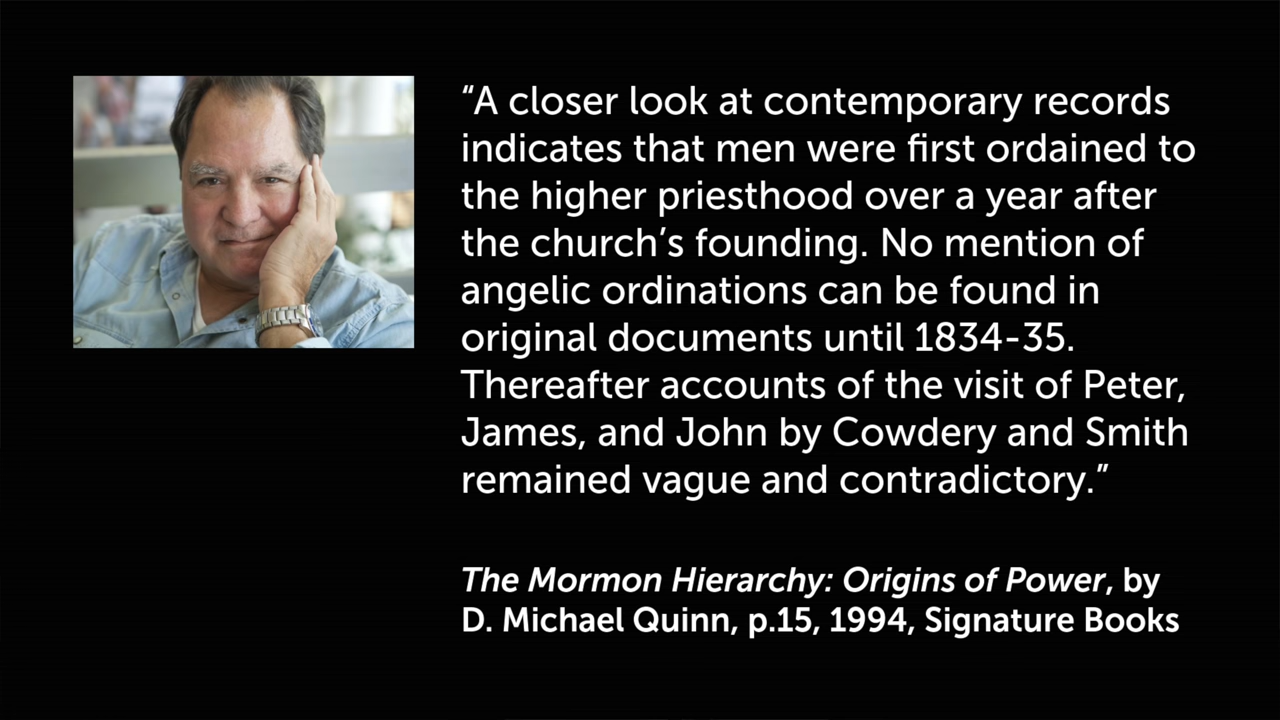 “A closer look at contemporary records
indicates that men were first ordained to
the higher priesthood over a year after
the church’s founding. No mention of
angelic ordinations can be found in
original documents until 1834-35.
Thereafter accounts of the visit of Peter,
James, and John by Cowdery and Smith
remained vague and contradictory.”
The Mormon Hierarchy: Origins of Power, by
D. Michael Quinn, p.15, 1994, Signature Books